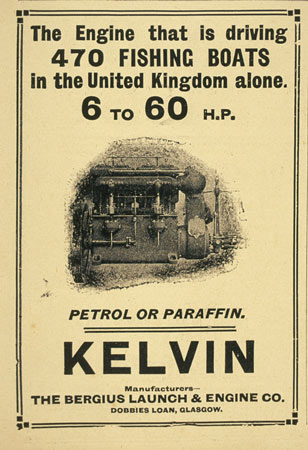 The Engine that is driving
470 FISHING BOATS
in the United Kingdom alone.
6 TO 60 H.P.
PETROL OR PARAFFIN.
KELVIN
Manufacturers—
THE BERGIUS LAUNCH & ENGINE CO.
DOBBIES LOAN, GLASGOW.